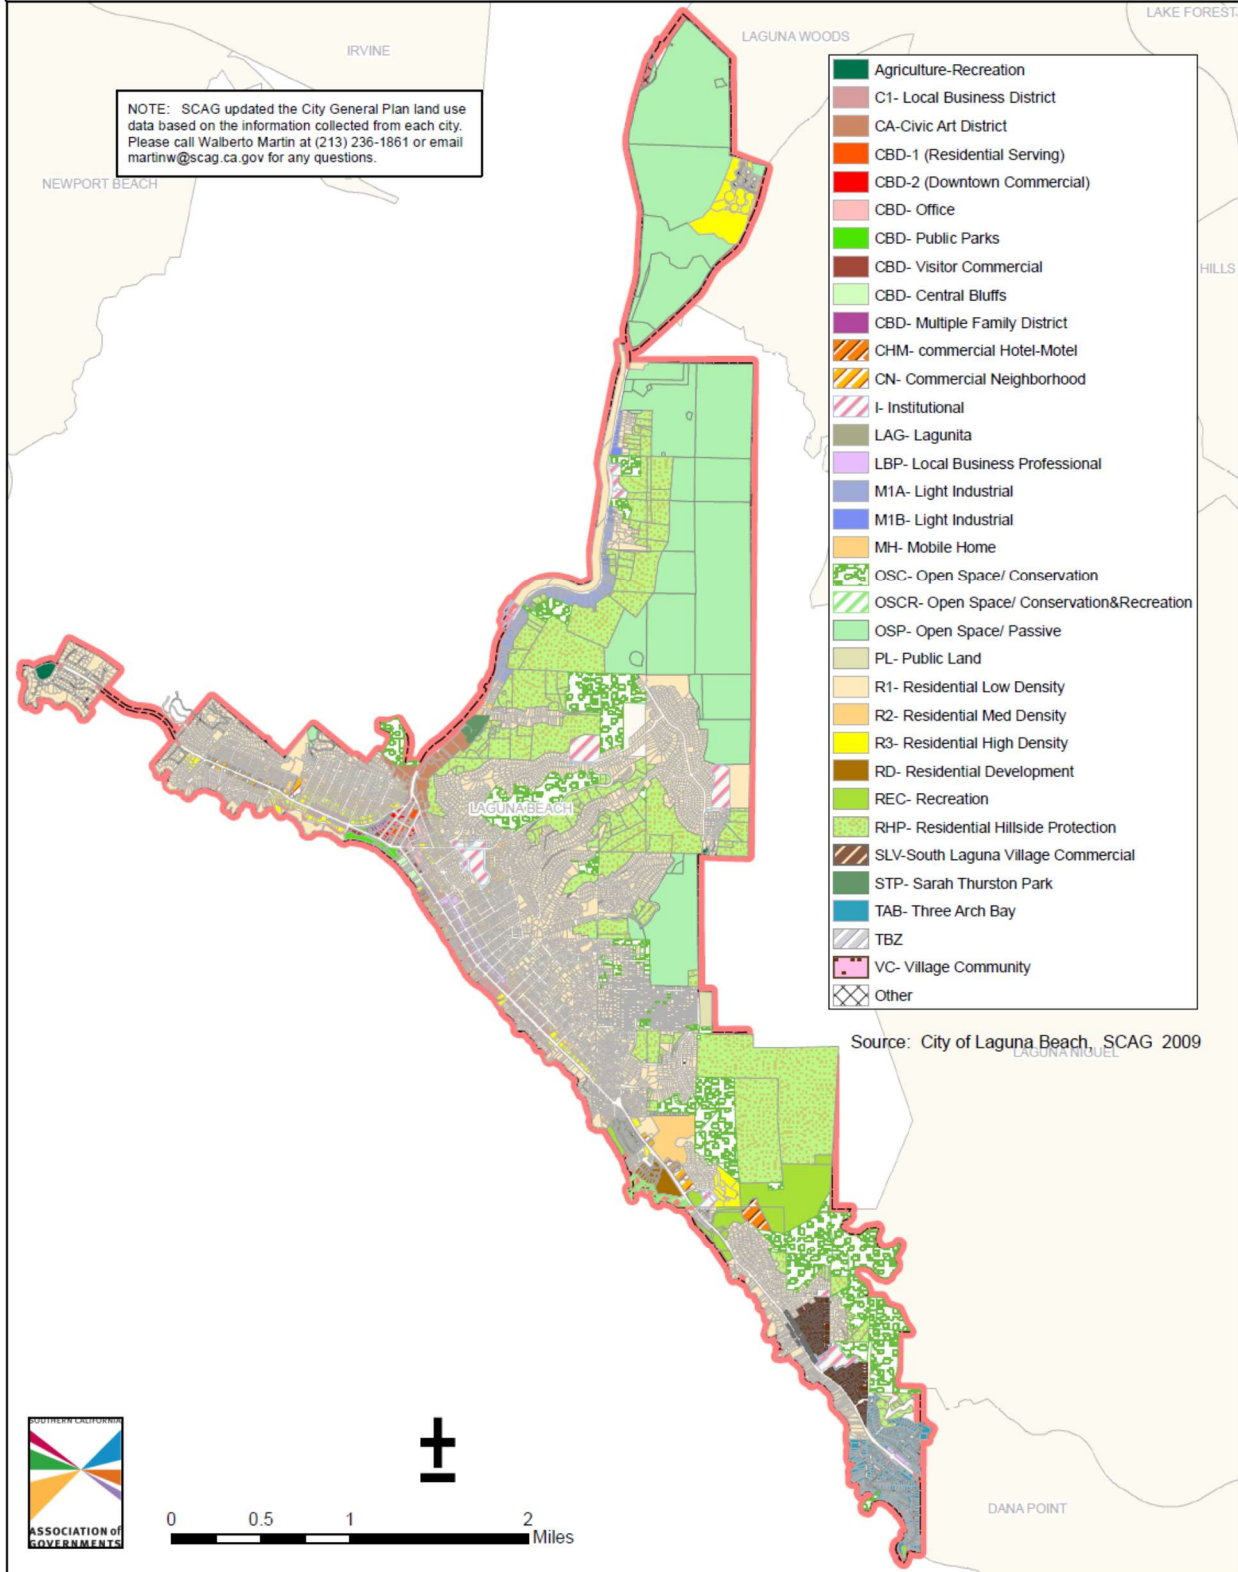 LAKE FOREST
LAGUNA WOODS
IRVINE
NOTE: SCAG updated the City General Plan land use
data based on the information collected from each city.
Please call Walberto Martin at (213) 236-1861 or email
martinw@scag.ca.gov for any questions.
NEWPORT BEACH
HILLS
Agriculture-Recreation
C1- Local Business District
CA-Civic Art District
CBD-1 (Residential Serving)
CBD-2 (Downtown Commercial)
CBD- Office
CBD- Public Parks
CBD- Visitor Commercial
CBD- Central Bluffs
CBD- Multiple Family District
CHM- commercial Hotel-Motel
CN- Commercial Neighborhood
I- Institutional
LAG- Lagunita
LBP- Local Business Professional
M1A- Light Industrial
M1B- Light Industrial
MH- Mobile Home
OSC- Open Space/ Conservation
OSCR- Open Space/ Conservation&Recreation
OSP- Open Space/ Passive
PL- Public Land
R1- Residential Low Density
R2- Residential Med Density
R3- Residential High Density
RD- Residential Development
REC- Recreation
RHP- Residential Hillside Protection
SLV-South Laguna Village Commercial
STP- Sarah Thurston Park
TAB- Three Arch Bay
TBZ
VC- Village Community
Other
LAGUNA BEACH
Source: City of Laguna Beach, SCAG 2009
LAGUNA NIGUEL
DANA POINT
SOUTHERN CALIFORNIA
ASSOCIATION of
GOVERNMENTS
0 0.5 1 2
Miles